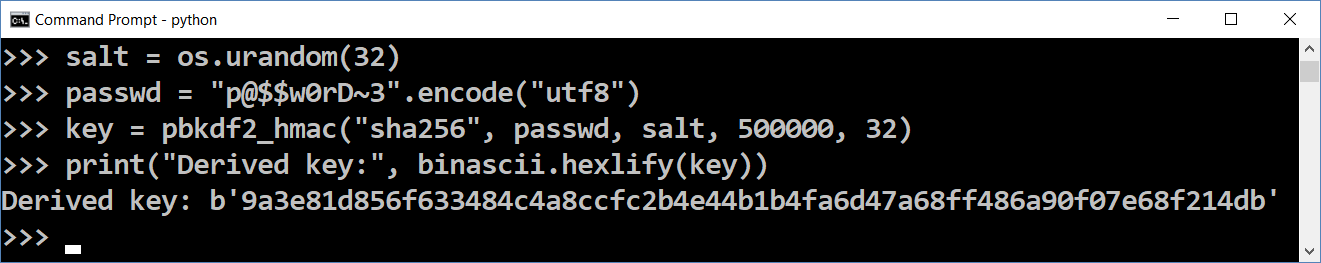 Command Prompt - python
>>> salt = os.urandom(32)
>>> passwd = "p@$$w0rD~3".encode("utf8")
>>> key = pbkdf2_hmac("sha256", passwd, salt, 500000, 32)
>>> print("Derived key:", binascii.hexlify(key))
Derived key: b'9a3e81d856f633484c4a8ccfc2b4e44b1b4fa6d47a68ff486a90f07e68f214db'
>>>